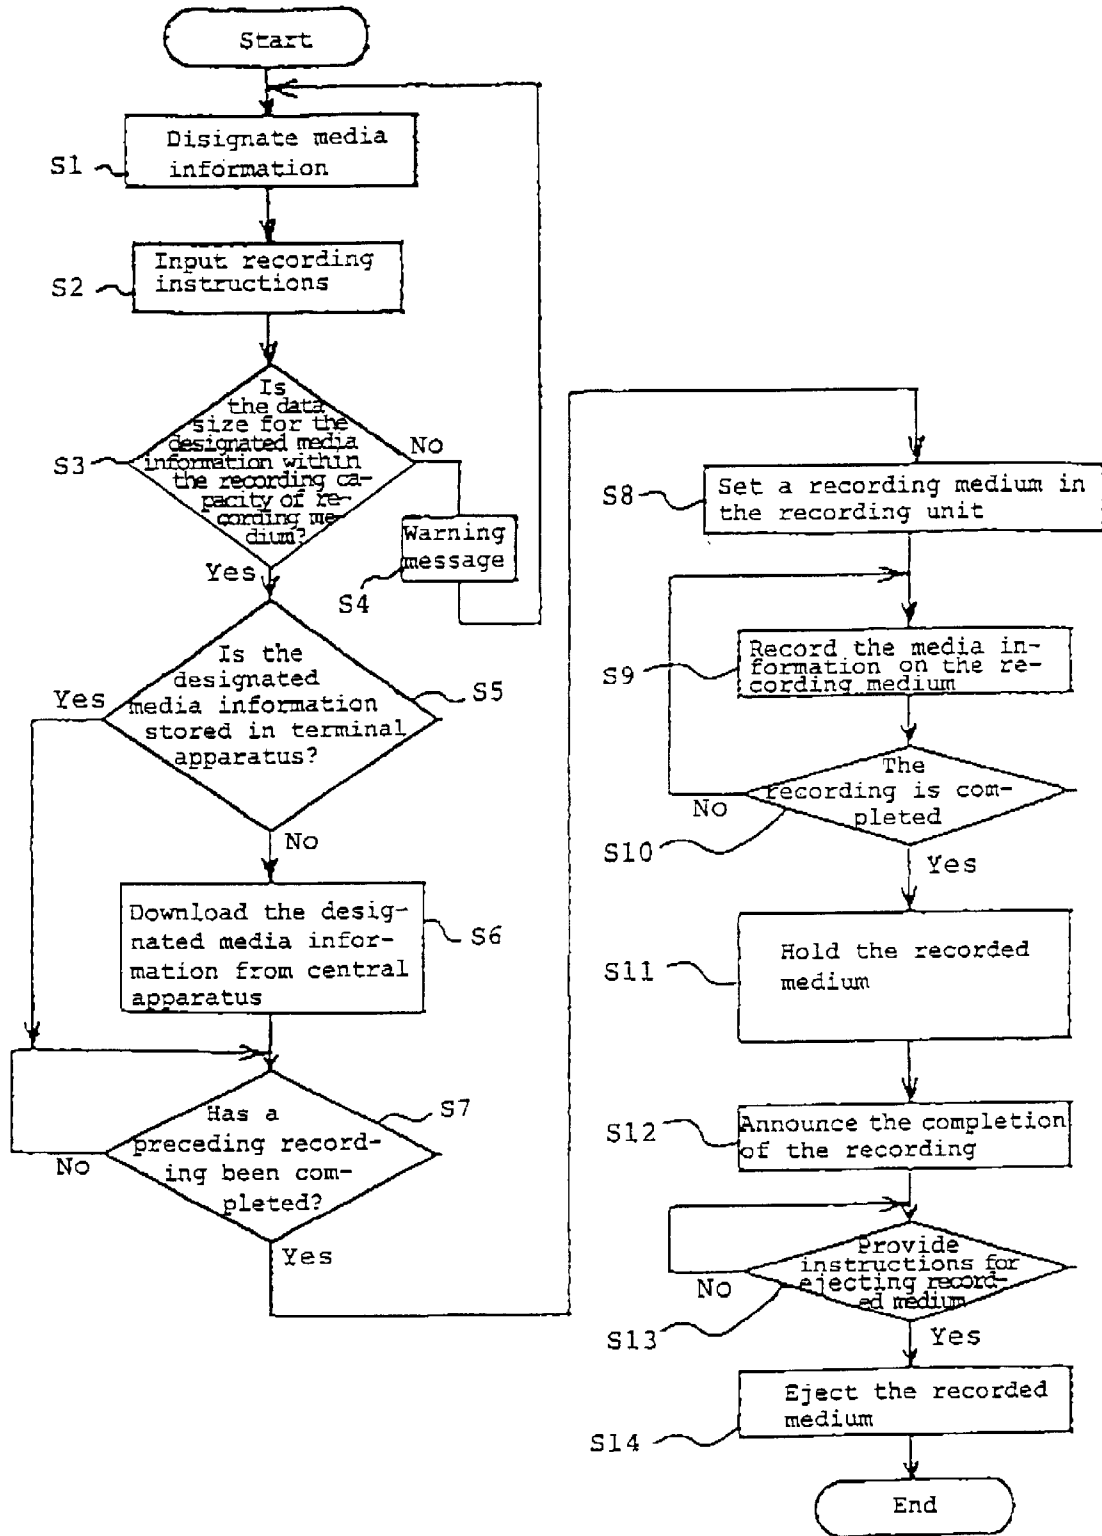 Start
Disignate media
information
S1
Input recording
instructions
S2
Is
the data
size for the
designated media
information within
the recording ca-
pacity of re-
cording me-
dium?
S3
No
Yes
Warning
message
S4
Is the
designated
media information
stored in terminal
apparatus?
S5
Yes
No
Download the desig-
nated media infor-
mation from central
apparatus
S6
Has a
preceding record-
ing been com-
pleted?
S7
No
Yes
S8
Set a recording medium in
the recording unit
S9
Record the media in-
formation on the re-
cording medium
The
recording is com-
pleted
No
S10
Yes
S11
Hold the recorded
medium
S12
Announce the completion
of the recording
Provide
instructions for
ejecting record-
ed medium
No
S13
Yes
Eject the recorded
medium
S14
End